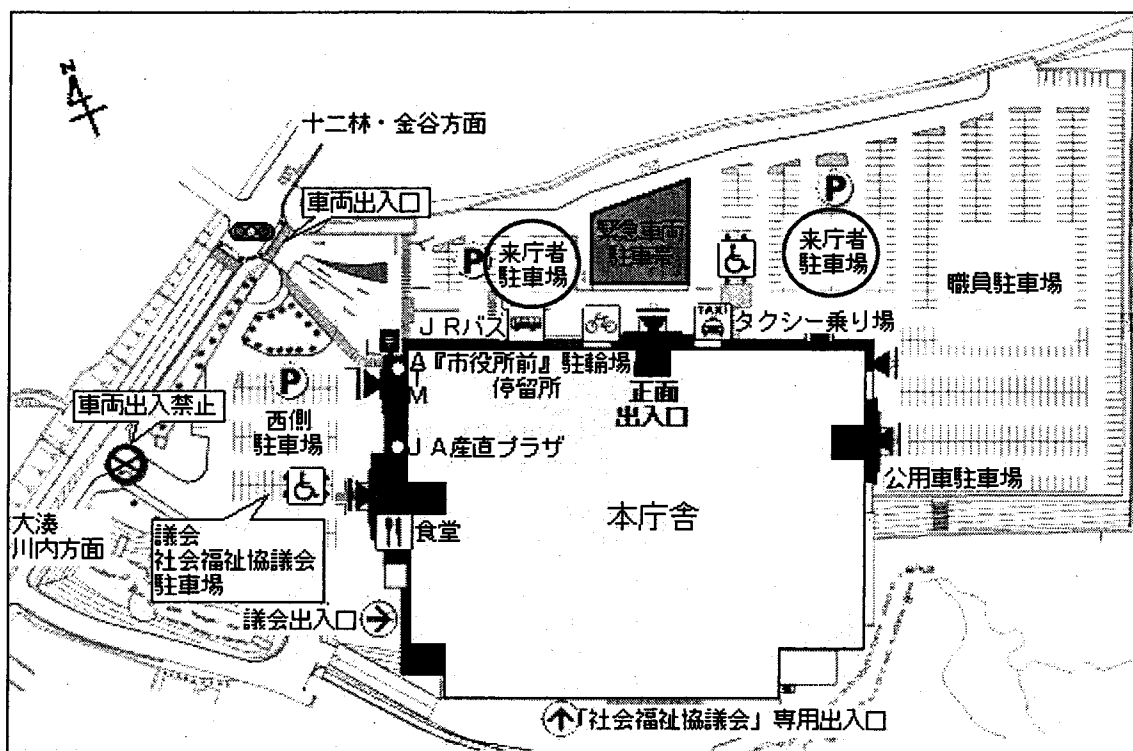 N
十二林・金谷方面
車両出入口
P
来庁者
駐車場
緊急車両
駐車業
P
来庁者
駐車場
職員駐車場
JRバス
『市役所前』
停留所
駐輪場
TAXI
タクシー乗り場
ATM
正面
出入口
P
西側
駐車場
車両出入禁止
JA産直プラザ
公用車駐車場
本庁舎
大湊
川内方面
議会
社会福祉協議会
駐車場
食堂
議会出入口
「社会福祉協議会」専用出入口